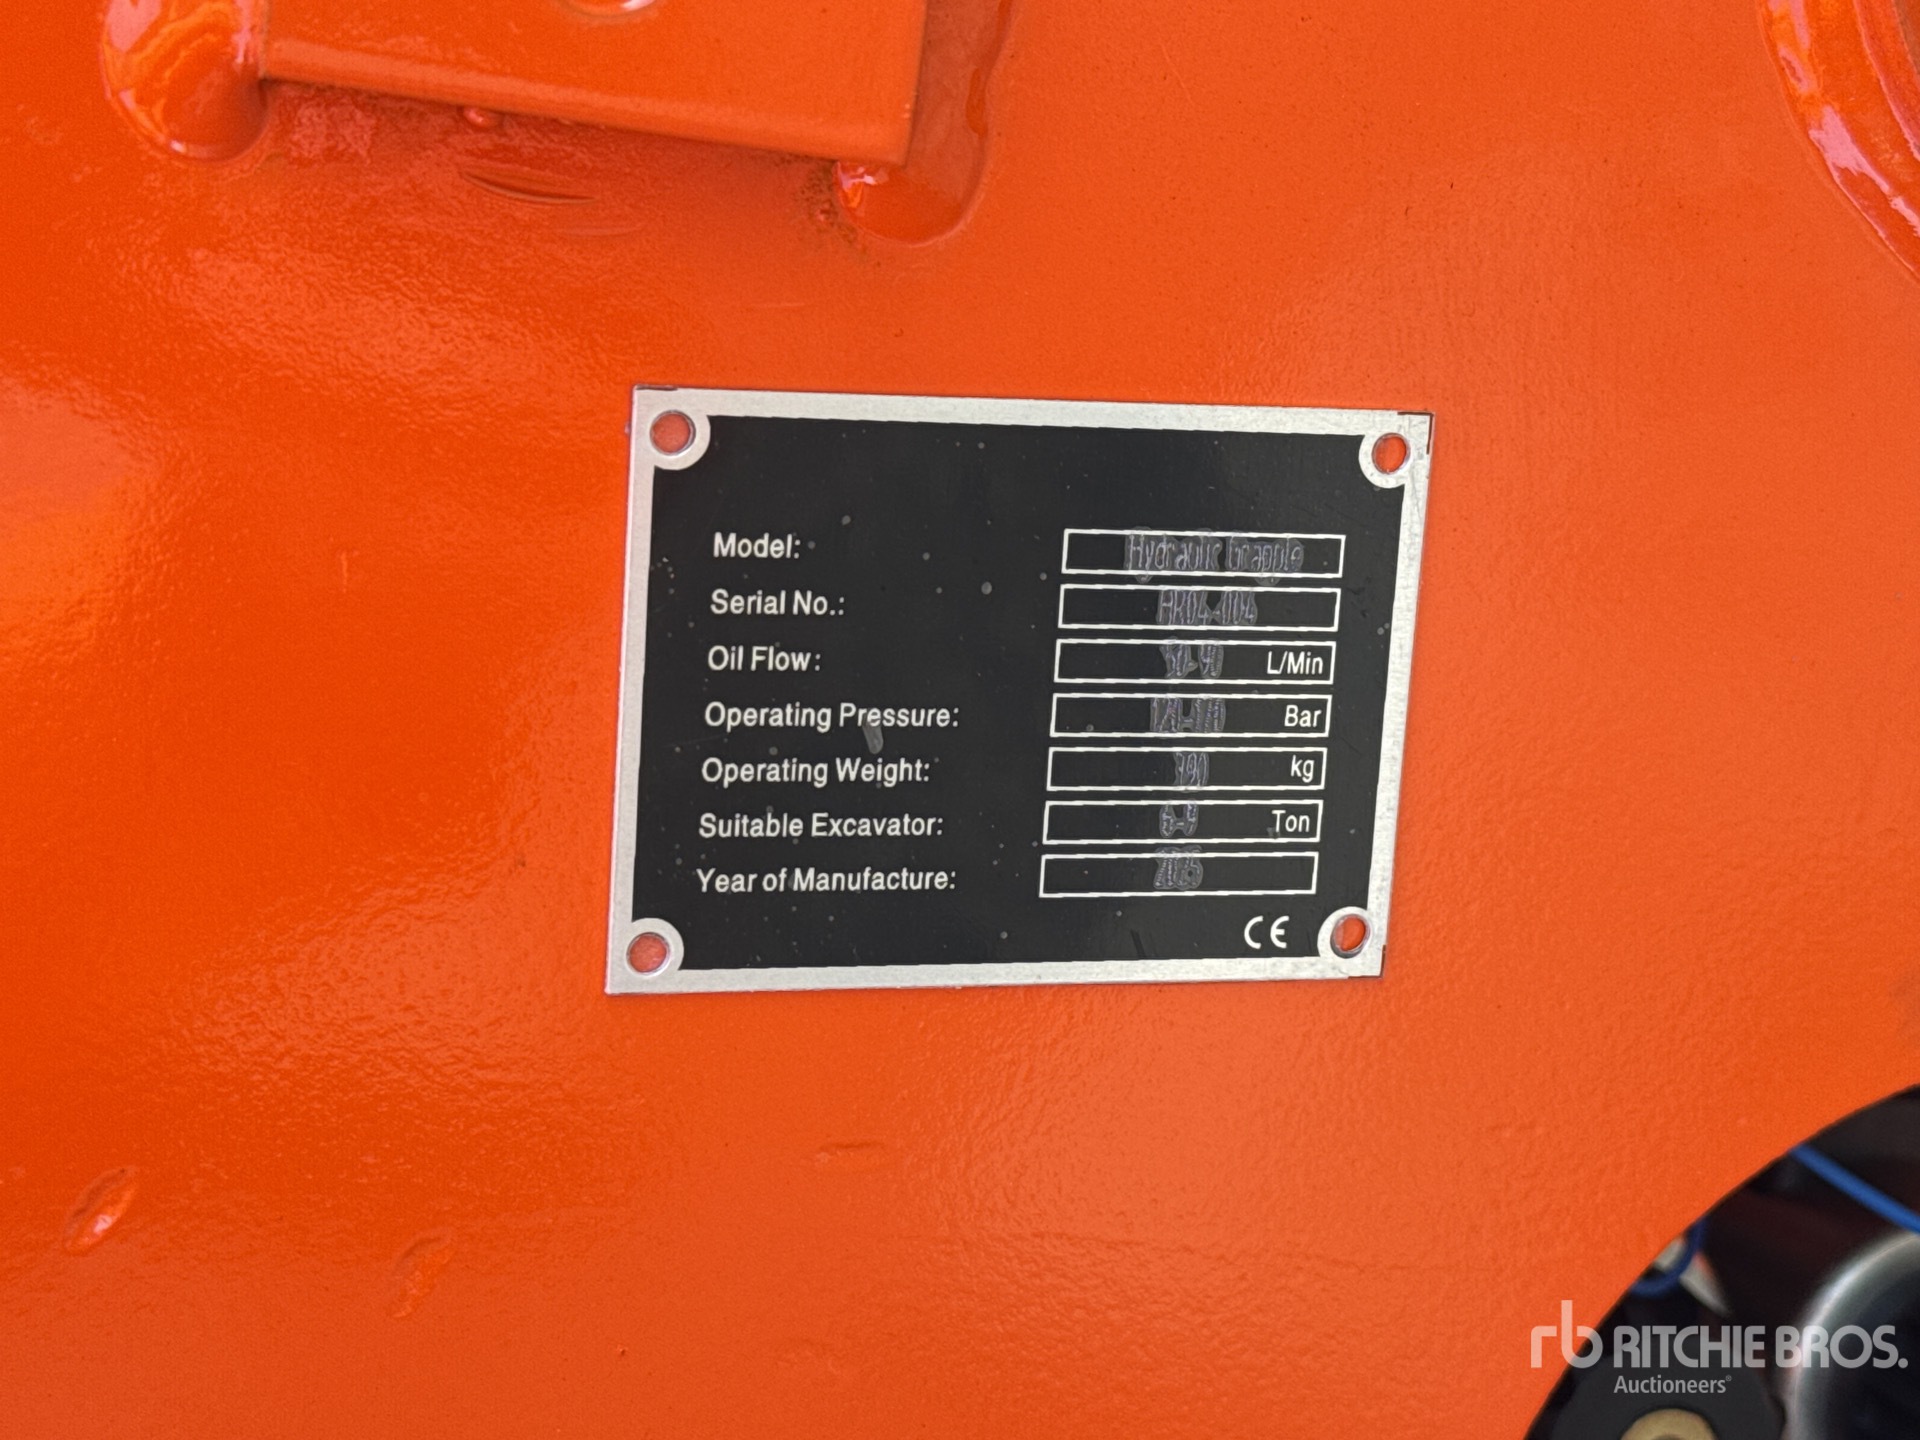 Model: Hydraulic Grapple
Serial No.:
Oil Flow: L/Min
Operating Pressure: Bar
Operating Weight: kg
Suitable Excavator: Ton
Year of Manufacture:
CE
rb RITCHIE BROS.
Auctioneers®